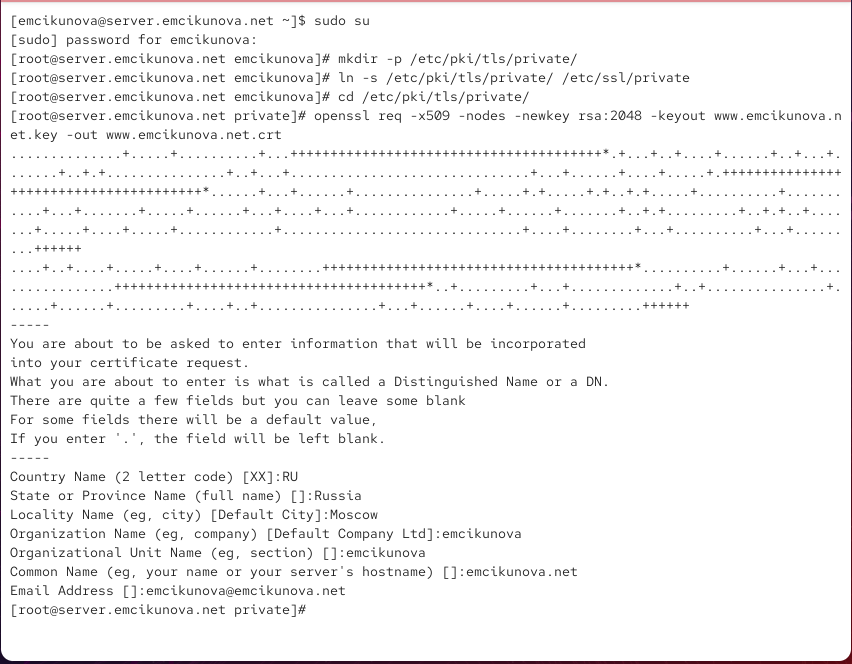 [emcikunova@server.emcikunova.net ~]$ sudo su
[sudo] password for emcikunova:
[root@server.emcikunova.net emcikunova]# mkdir -p /etc/pki/tls/private/
[root@server.emcikunova.net emcikunova]# ln -s /etc/pki/tls/private/ /etc/ssl/private
[root@server.emcikunova.net emcikunova]# cd /etc/pki/tls/private/
[root@server.emcikunova.net private]# openssl req -x509 -nodes -newkey rsa:2048 -keyout www.emcikunova.n
et.key -out www.emcikunova.net.crt
..............+.....+..........+...+++++++++++++++++++++++++++++++++++++++*.+...+..+....+......+..+...+.
......+..+.+...............+..+...+..............................+...+......+....+.....+.+++++++++++++++
++++++++++++++++++++++++*......+...+......+...............+.....+.+.....+.+..+.+.....+..........+.......
....+...+.......+.....+......+...+....+...+............+.....+......+.......+..+.+.........+..+.+..+....
...+.....+....+.....+............+..............................+....+........+...+..........+...+......
...++++++
....+..+....+.....+....+......+........+++++++++++++++++++++++++++++++++++++++*..........+......+...+...
.............+++++++++++++++++++++++++++++++++++++++*..+.........+...+.............+..+...............+.
.....+......+.........+....+..+...............+...+......+....+......+.........++++++
-----
You are about to be asked to enter information that will be incorporated
into your certificate request.
What you are about to enter is what is called a Distinguished Name or a DN.
There are quite a few fields but you can leave some blank
For some fields there will be a default value,
If you enter '.', the field will be left blank.
-----
Country Name (2 letter code) [XX]:RU
State or Province Name (full name) []:Russia
Locality Name (eg, city) [Default City]:Moscow
Organization Name (eg, company) [Default Company Ltd]:emcikunova
Organizational Unit Name (eg, section) []:emcikunova
Common Name (eg, your name or your server's hostname) []:emcikunova.net
Email Address []:emcikunova@emcikunova.net
[root@server.emcikunova.net private]#